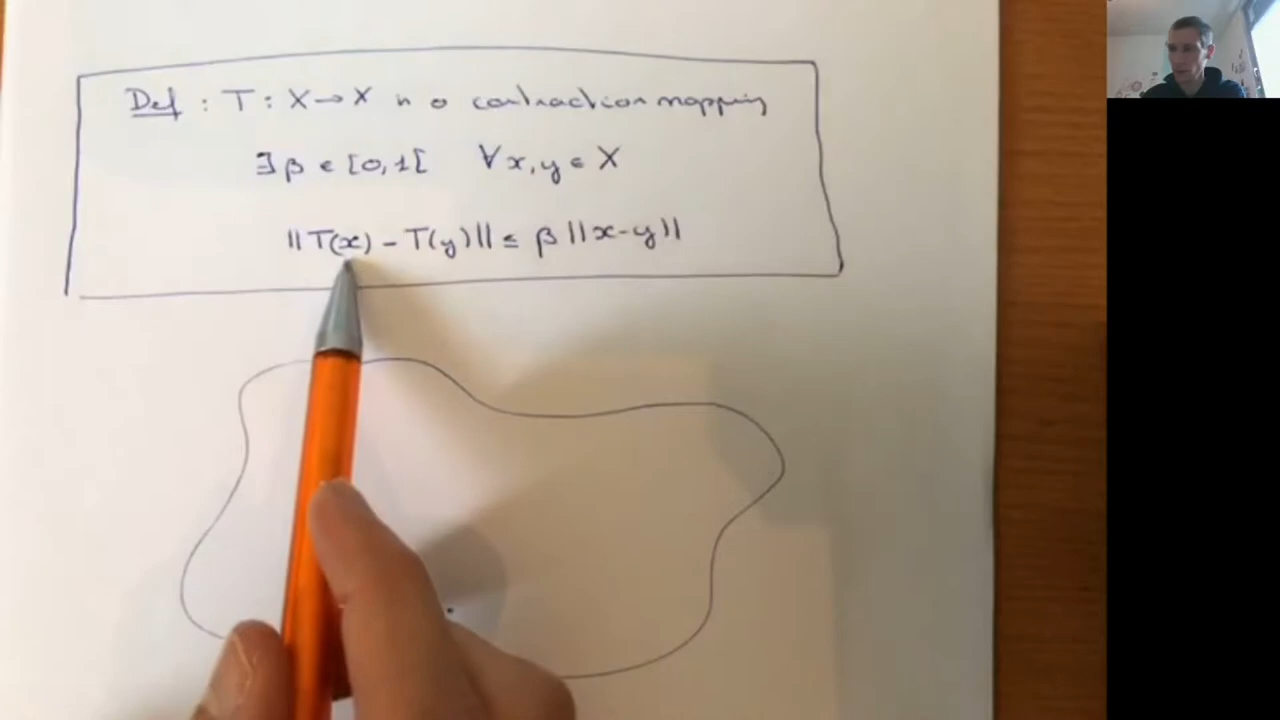 Def : T : X → X is a contraction mapping
∃ β ∈ [0,1[ ∀ x, y ∈ X
||T(x) - T(y)|| ≤ β ||x-y||